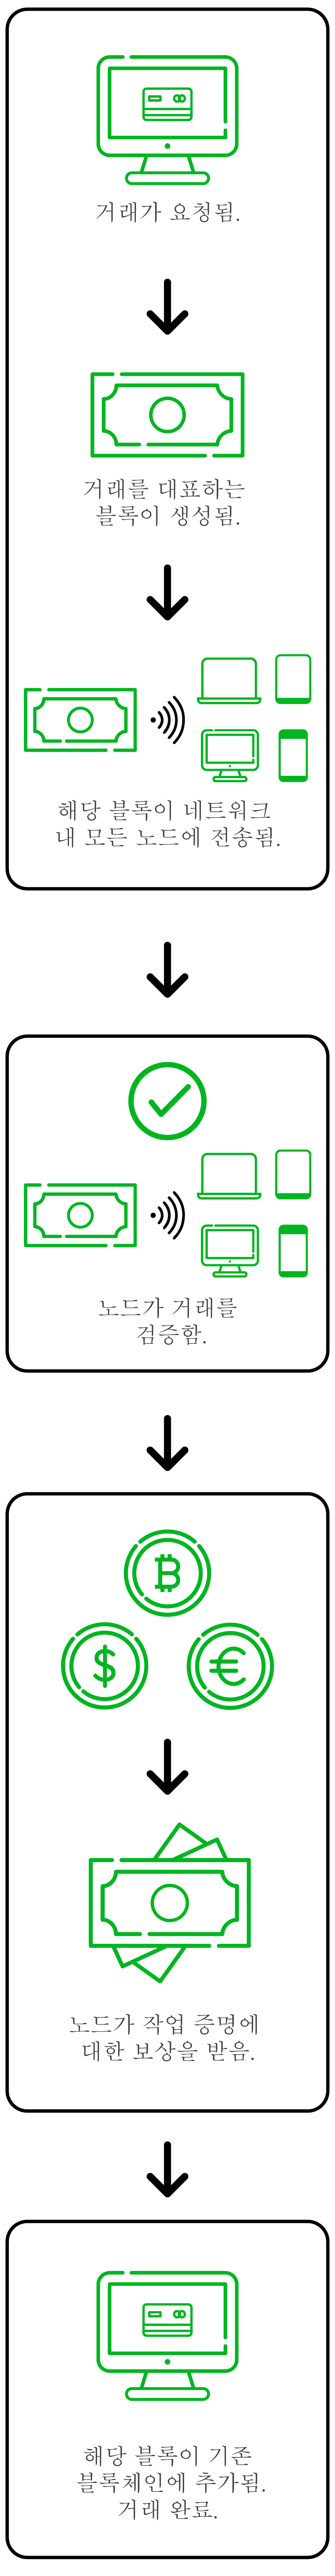 거래가 요청됨.
거래를 대표하는
블록이 생성됨.
해당 블록이 네트워크
내 모든 노드에 전송됨.
노드가 거래를
검증함.
노드가 작업 증명에
대한 보상을 받음.
해당 블록이 기존
블록체인에 추가됨.
거래 완료.